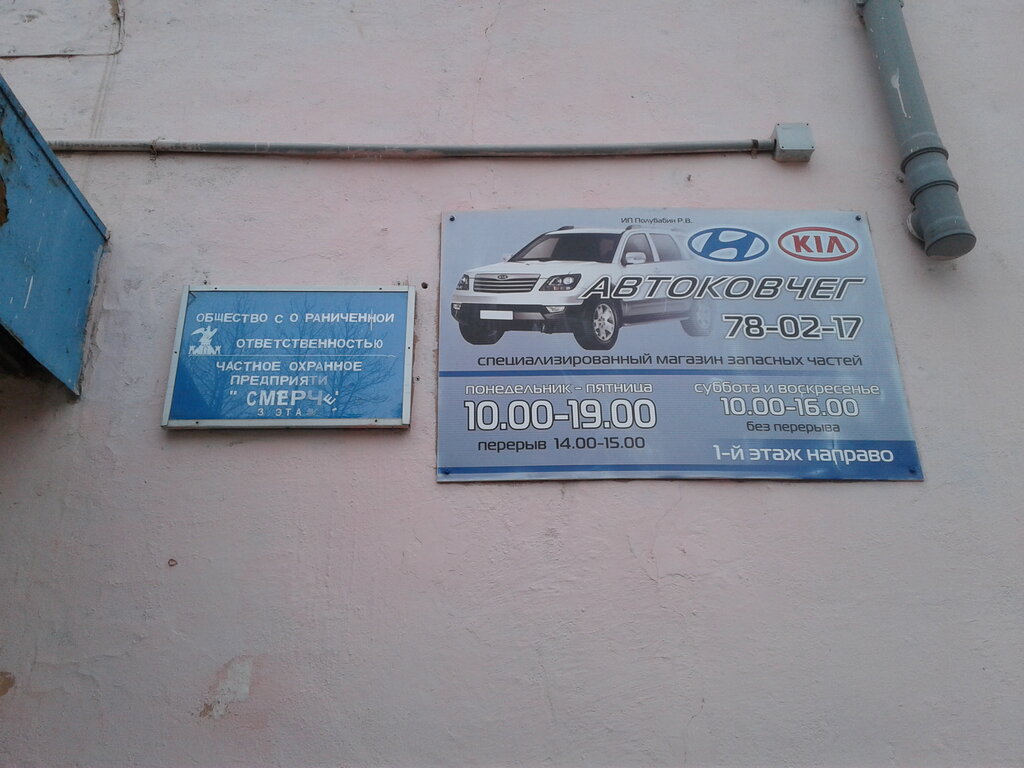 ОБЩЕСТВО С О РАНИЧЕННОЙ
ОТВЕТСТВЕННОСТЬЮ
ЧАСТНОЕ ОХРАННОЕ
ПРЕДПРИЯТИ
"СМЕРЧе"
3 ЭТА
ИП Полубабин Р.В.
KIA
АВТОКОВЧЕГ
78-02-17
специализированный магазин запасных частей
понедельник - пятница
10.00-19.00
перерыв 14.00-15.00
суббота и воскресенье
10.00-16.00
без перерыва
1-й этаж направо